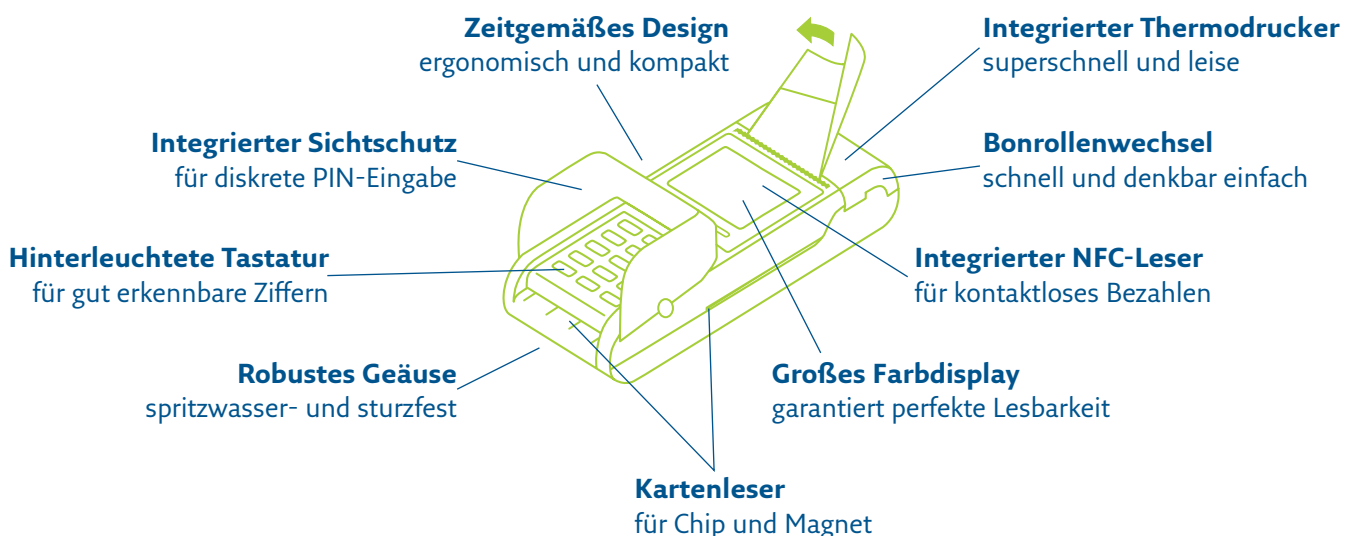 Zeitgemäßes Design
ergonomisch und kompakt
Integrierter Thermodrucker
superschnell und leise
Integrierter Sichtschutz
für diskrete PIN-Eingabe
Bonrollenwechsel
schnell und denkbar einfach
Hinterleuchtete Tastatur
für gut erkennbare Ziffern
Integrierter NFC-Leser
für kontaktloses Bezahlen
Robustes Geäuse
spritzwasser- und sturzfest
Großes Farbdisplay
garantiert perfekte Lesbarkeit
Kartenleser
für Chip und Magnet